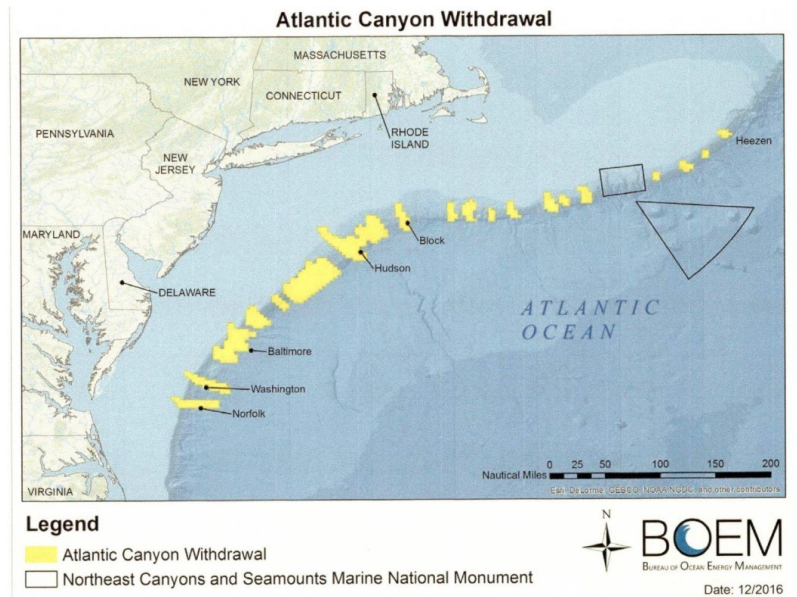 Atlantic Canyon Withdrawal
MASSACHUSETTS
NEW YORK
CONNECTICUT
PENNSYLVANIA
RHODE
ISLAND
NEW
JERSEY
Heezen
MARYLAND
Block
Hudson
DELAWARE
ATLANTIC
OCEAN
Baltimore
Washington
Norfolk
0 25 50 100 150 200
Nautical Miles
Esri, DeLorme, GEBCO, NOAA NGDC, and other contributors
VIRGINIA
Legend
Atlantic Canyon Withdrawal
Northeast Canyons and Seamounts Marine National Monument
N
BOEM
BUREAU OF OCEAN ENERGY MANAGEMENT
Date: 12/2016